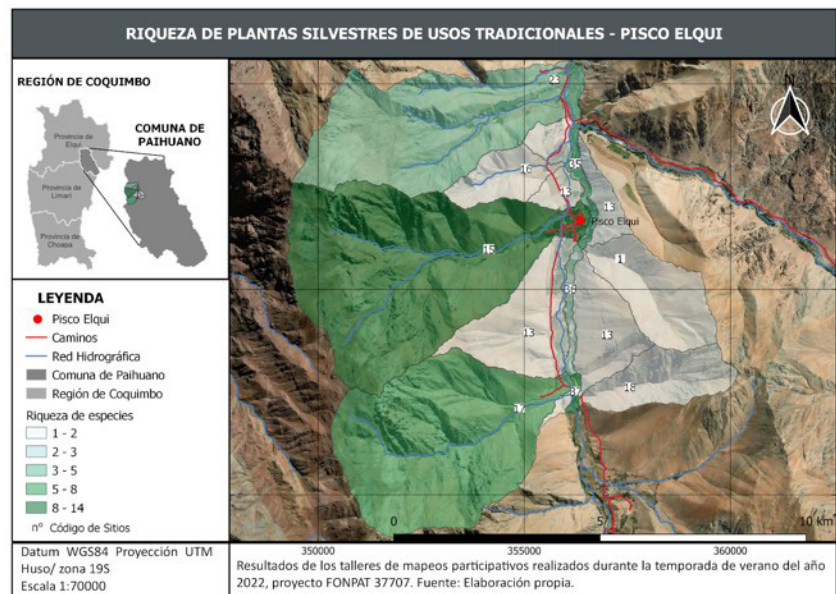 RIQUEZA DE PLANTAS SILVESTRES DE USOS TRADICIONALES - PISCO ELQUI
REGIÓN DE COQUIMBO
Provincia de
Elqui
COMUNA DE
PAIHUANO
Provincia de
Limarí
Provincia de
Choapa
LEYENDA
Pisco Elqui
Caminos
Red Hidrográfica
Comuna de Paihuano
Región de Coquimbo
Riqueza de especies
1 - 2
2 - 3
3 - 5
5 - 8
8 - 14
nº Código de Sitios
Datum WGS84 Proyección UTM
Huso/ zona 19S
Escala 1:70000
N
23
35
16
13
13
Pisco Elqui
15
1
13
13
18
17
0 5 10 km
350000 355000 360000
Resultados de los talleres de mapeos participativos realizados durante la temporada de verano del año
2022, proyecto FONPAT 37707. Fuente: Elaboración propia.